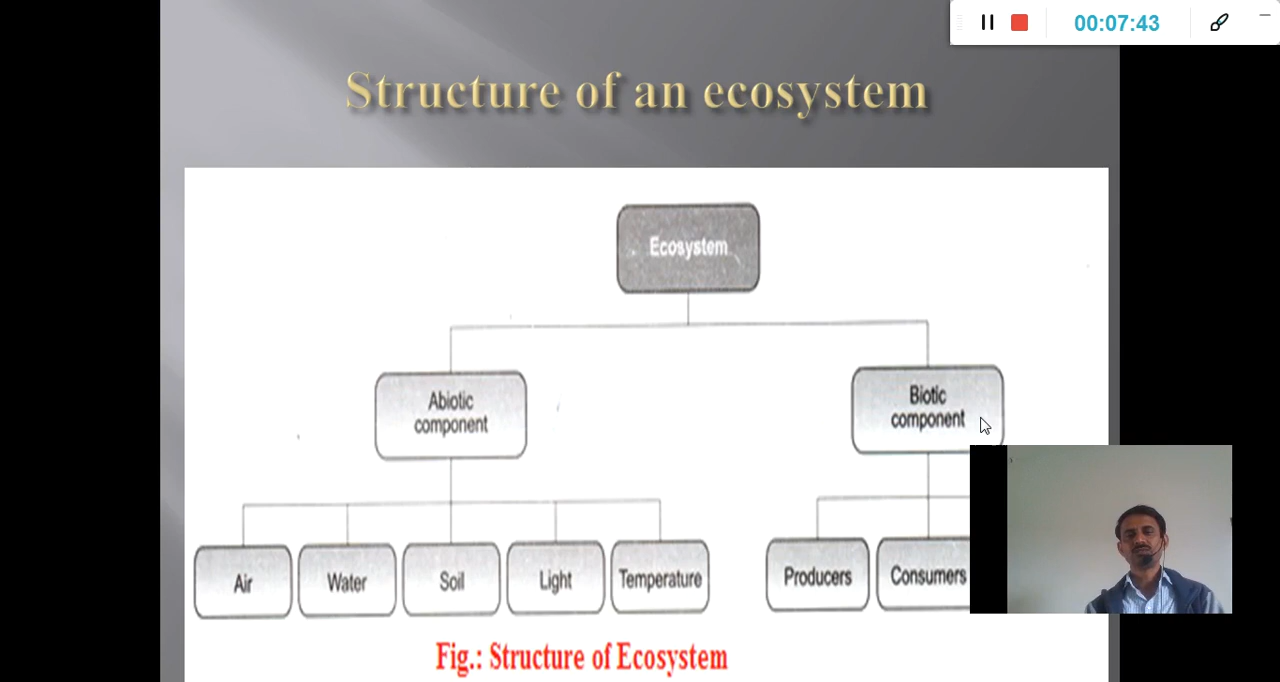 00:07:43
Structure of an ecosystem
Ecosystem
Abiotic
component
Biotic
component
Air
Water
Soil
Light
Temperature
Producers
Consumers
Fig.: Structure of Ecosystem